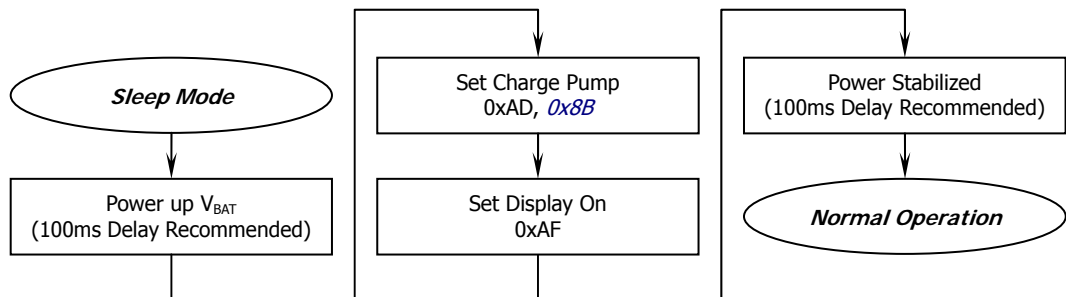 Sleep Mode
Power up VBAT
(100ms Delay Recommended)
Set Charge Pump
0xAD, 0x8B
Set Display On
0xAF
Power Stabilized
(100ms Delay Recommended)
Normal Operation